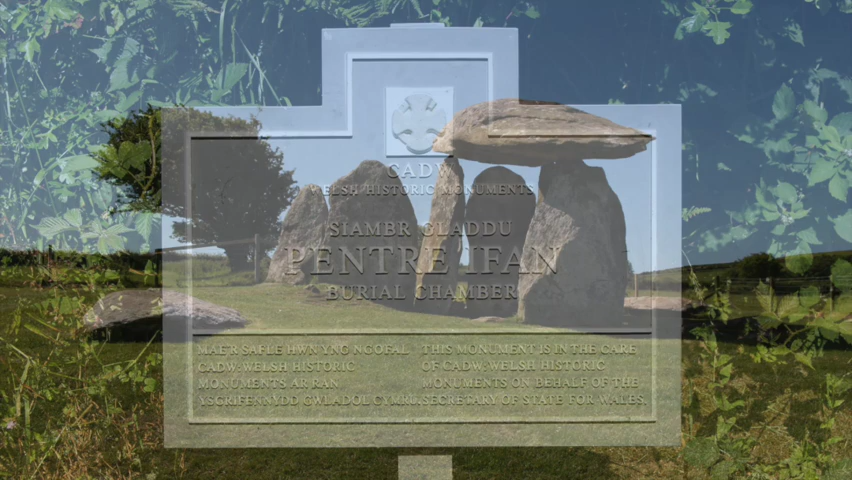 CADW
WELSH HISTORIC MONUMENTS
SIAMBR GLADDU
PENTRE IFAN
BURIAL CHAMBER
MAE'R SAFLE HWN YNG NGOFAL
CADW: WELSH HISTORIC
MONUMENTS AR RAN
YSGRIFENNYDD GWLADOL CYMRU.
THIS MONUMENT IS IN THE CARE
OF CADW: WELSH HISTORIC
MONUMENTS ON BEHALF OF THE
SECRETARY OF STATE FOR WALES.